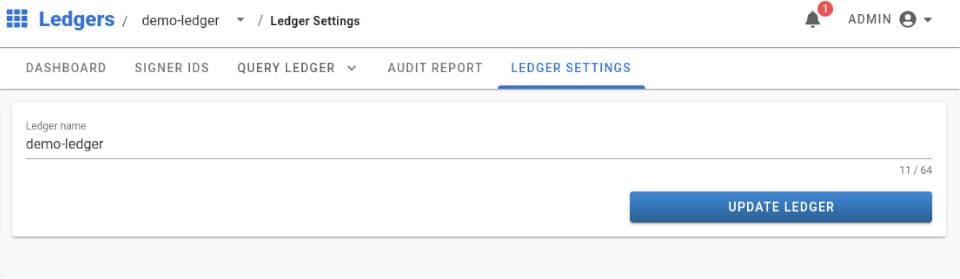 Ledgers / demo-ledger / Ledger Settings 1 ADMIN
DASHBOARD SIGNER IDS QUERY LEDGER AUDIT REPORT LEDGER SETTINGS
Ledger name
demo-ledger
11 / 64
UPDATE LEDGER